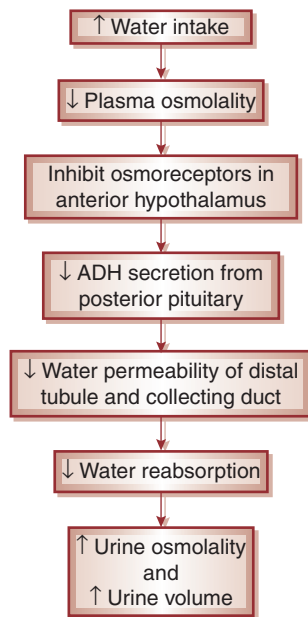 ↑ Water intake
↓ Plasma osmolality
Inhibit osmoreceptors in
anterior hypothalamus
↓ ADH secretion from
posterior pituitary
↓ Water permeability of distal
tubule and collecting duct
↓ Water reabsorption
↑ Urine osmolality
and
↑ Urine volume